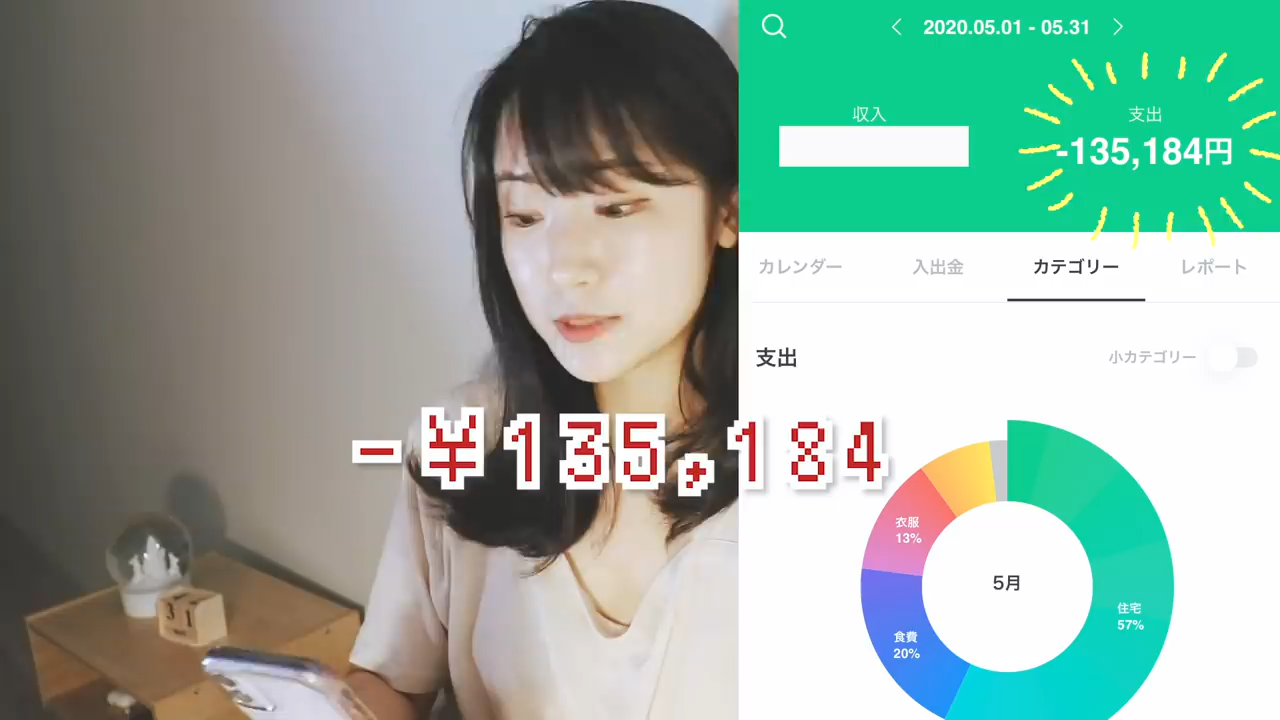 2020.05.01 - 05.31
収入
支出
-135,184円
カレンダー
入出金
カテゴリー
レポート
支出
小カテゴリー
-¥135,184
衣服
13%
5月
住宅
57%
食費
20%
31